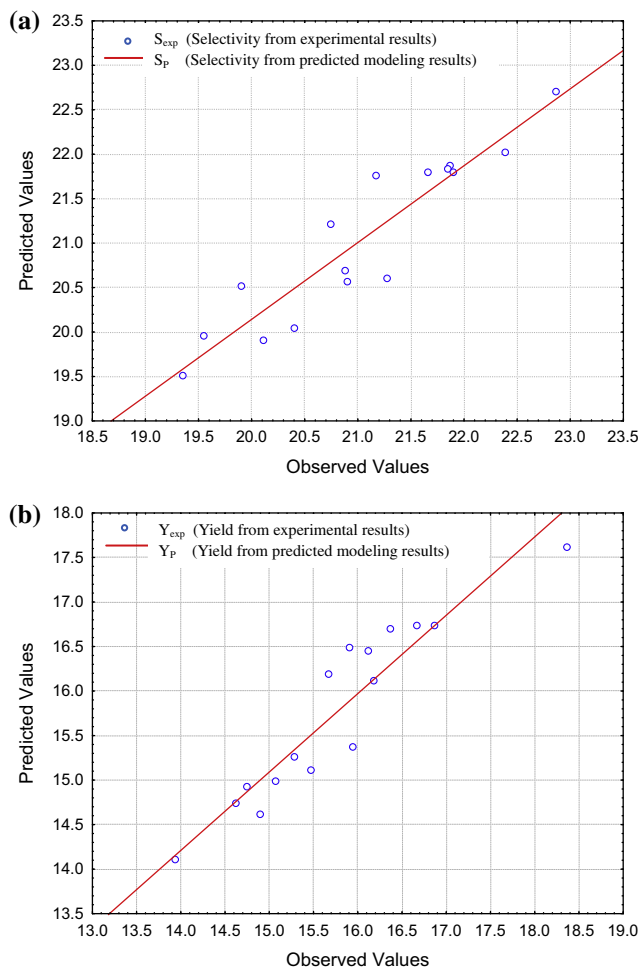 (a)
23.5
23.0
22.5
22.0
21.5
21.0
20.5
20.0
19.5
19.0
Predicted Values
S_exp (Selectivity from experimental results)
S_P (Selectivity from predicted modeling results)
18.5 19.0 19.5 20.0 20.5 21.0 21.5 22.0 22.5 23.0 23.5
Observed Values
(b)
18.0
17.5
17.0
16.5
16.0
15.5
15.0
14.5
14.0
13.5
Predicted Values
Y_exp (Yield from experimental results)
Y_P (Yield from predicted modeling results)
13.0 13.5 14.0 14.5 15.0 15.5 16.0 16.5 17.0 17.5 18.0 18.5 19.0
Observed Values